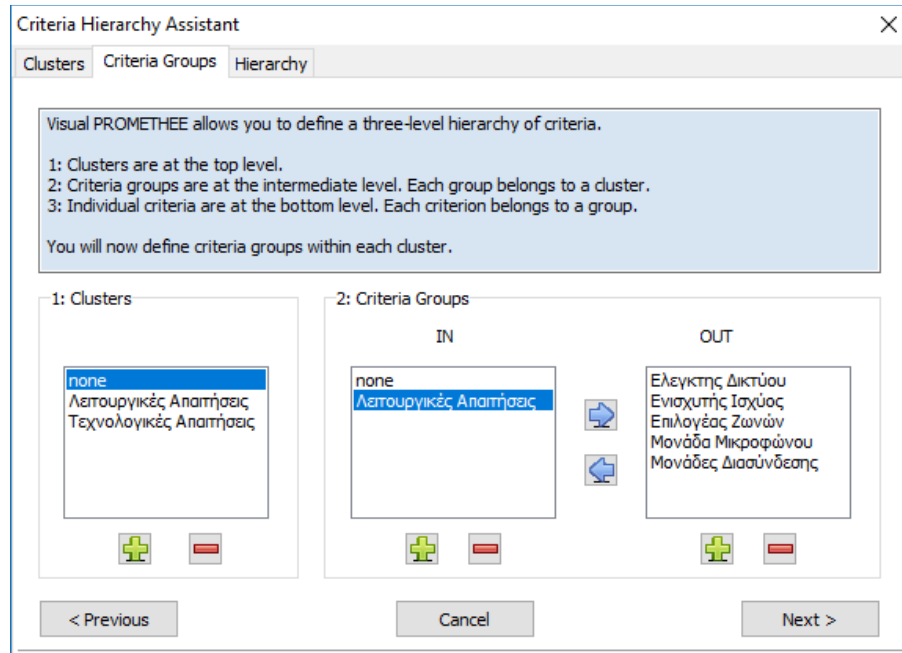 Criteria Hierarchy Assistant
Clusters Criteria Groups Hierarchy
Visual PROMETHEE allows you to define a three-level hierarchy of criteria.
1: Clusters are at the top level.
2: Criteria groups are at the intermediate level. Each group belongs to a cluster.
3: Individual criteria are at the bottom level. Each criterion belongs to a group.
You will now define criteria groups within each cluster.
1: Clusters
none
Λειτουργικές Απαιτήσεις
Τεχνολογικές Απαιτήσεις
2: Criteria Groups
IN
none
Λειτουργικές Απαιτήσεις
OUT
Ελεγκτης Δικτύου
Ενισχυτής Ισχύος
Επιλογέας Ζωνών
Μονάδα Μικροφώνου
Μονάδες Διασύνδεσης
< Previous
Cancel
Next >